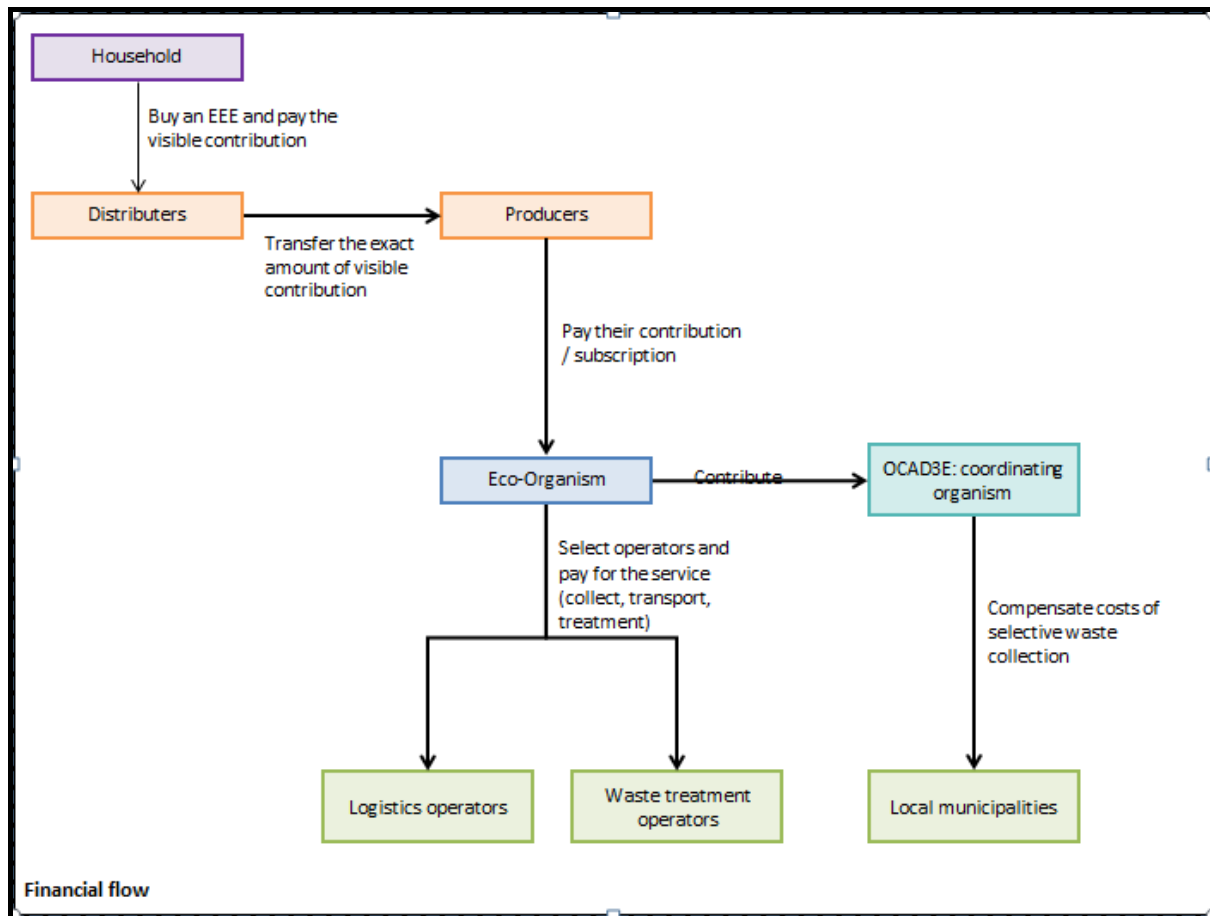 Household
Buy an EEE and pay the
visible contribution
Distributers
Producers
Transfer the exact
amount of visible
contribution
Pay their contribution
/ subscription
Eco-Organism
Contribute
OCAD3E: coordinating
organism
Select operators and
pay for the service
(collect, transport,
treatment)
Compensate costs of
selective waste
collection
Logistics operators
Waste treatment
operators
Local municipalities
Financial flow